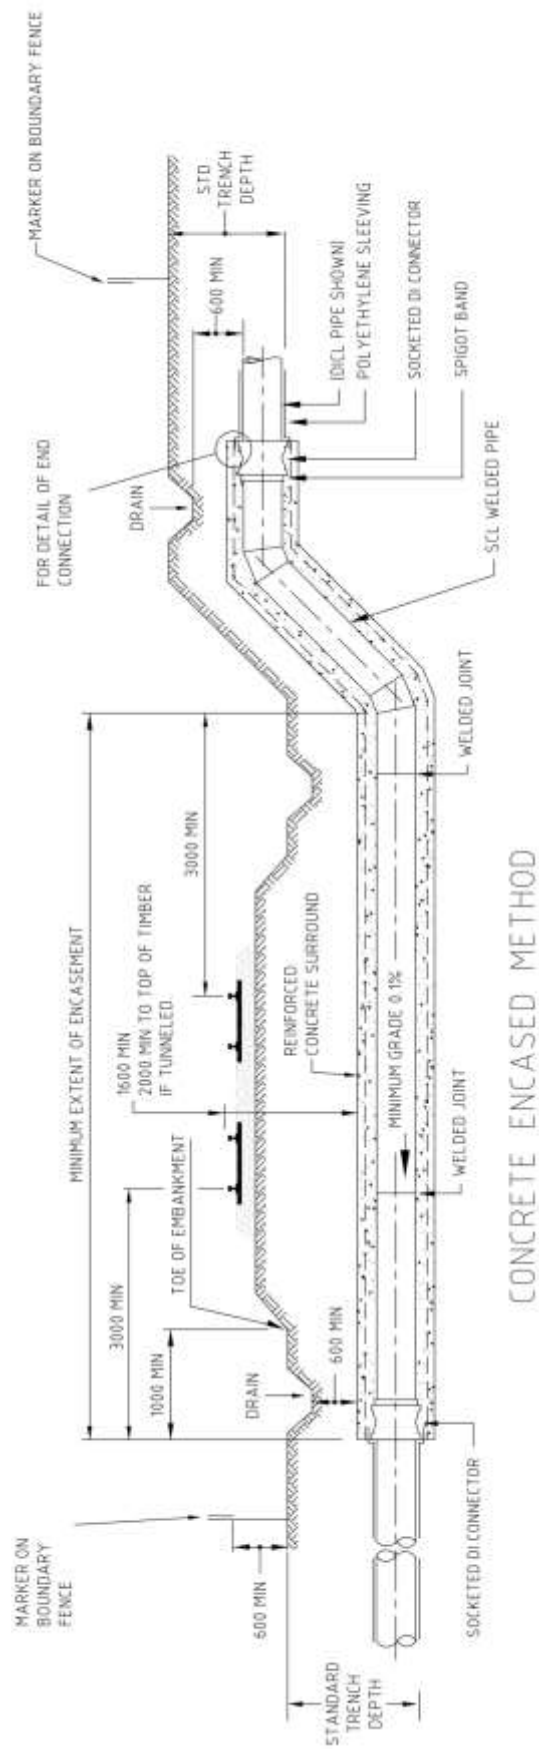 MARKER ON
BOUNDARY
FENCE
600 MIN
STANDARD
TRENCH
DEPTH
MINIMUM EXTENT OF ENCASEMENT
3000 MIN
1000 MIN
TOE OF EMBANKMENT
DRAIN
600 MIN
1600 MIN
2000 MIN TO TOP OF TIMBER
IF TUNNELED
3000 MIN
REINFORCED
CONCRETE SURROUND
MINIMUM GRADE 0.1%
WELDED JOINT
WELDED JOINT
SOCKETED DI CONNECTOR
FOR DETAIL OF END
CONNECTION
DRAIN
MARKER ON BOUNDARY FENCE
STD.
TRENCH
DEPTH
600 MIN
(DICL PIPE SHOWN)
POLYETHYLENE SLEEVING
SOCKETED DI CONNECTOR
SPIGOT BAND
SCL WELDED PIPE
CONCRETE ENCASED METHOD